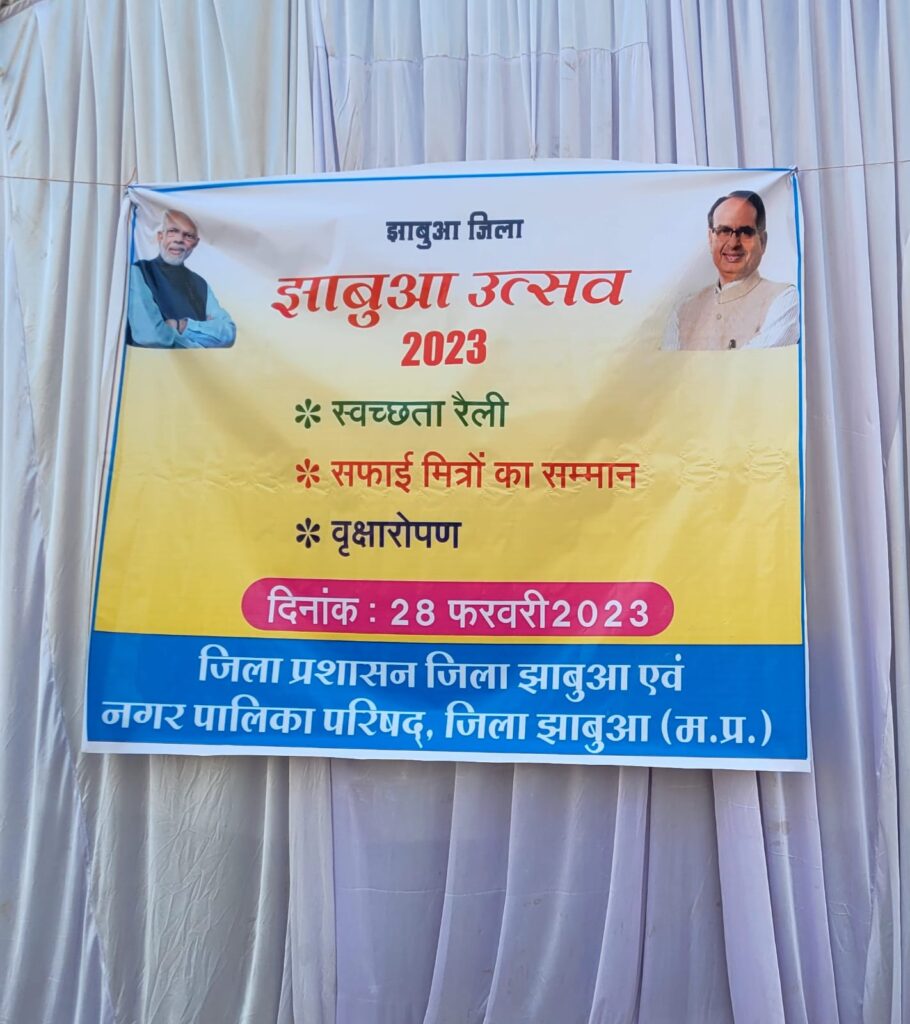 झाबुआ जिला
झाबुआ उत्सव
2023
* स्वच्छता रैली
* सफाई मित्रों का सम्मान
* वृक्षारोपण
दिनांक : 28 फरवरी2023
जिला प्रशासन जिला झाबुआ एवं
नगर पालिका परिषद्, जिला झाबुआ (म.प्र.)